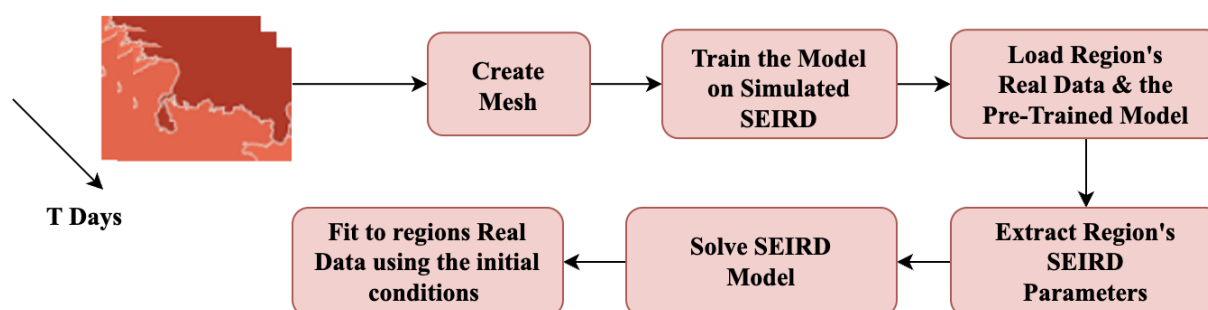 Create
Mesh
Train the Model
on Simulated
SEIRD
Load Region's
Real Data & the
Pre-Trained Model
T Days
Fit to regions Real
Data using the initial
conditions
Solve SEIRD
Model
Extract Region's
SEIRD
Parameters